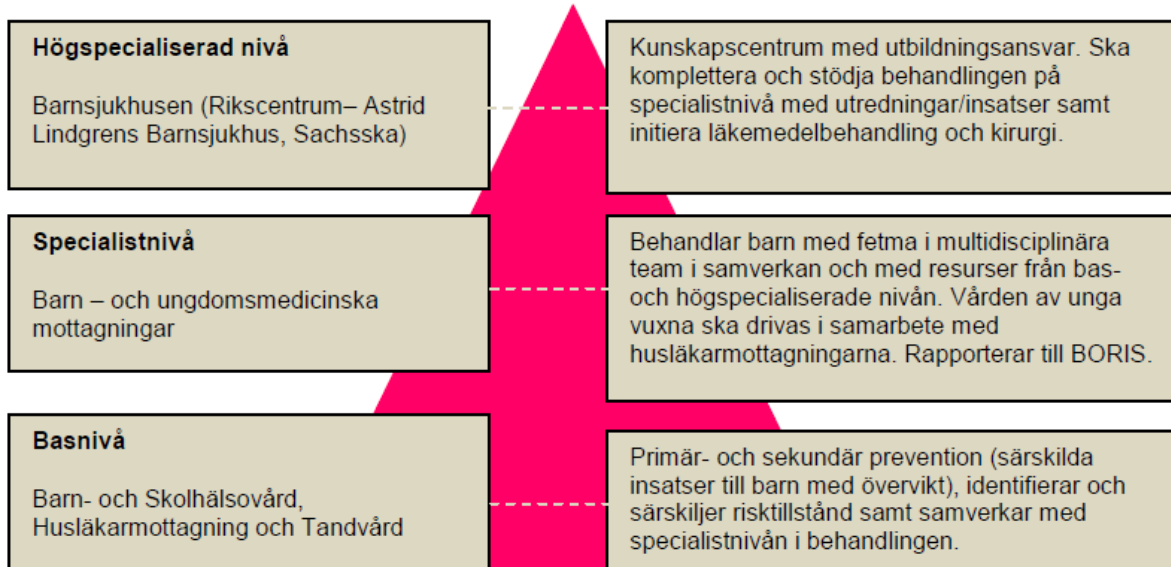 Högspecialiserad nivå
Barnsjukhusen (Rikscentrum– Astrid
Lindgrens Barnsjukhus, Sachsska)
Kunskapscentrum med utbildningsansvar. Ska
komplettera och stödja behandlingen på
specialistnivå med utredningar/insatser samt
initiera läkemedelbehandling och kirurgi.
Specialistnivå
Barn – och ungdomsmedicinska
mottagningar
Behandlar barn med fetma i multidisciplinära
team i samverkan och med resurser från bas-
och högspecialiserade nivån. Vården av unga
vuxna ska drivas i samarbete med
husläkarmottagningarna. Rapporterar till BORIS.
Basnivå
Barn- och Skolhälsovård,
Husläkarmottagning och Tandvård
Primär- och sekundär prevention (särskilda
insatser till barn med övervikt), identifierar och
särskiljer risktillstånd samt samverkar med
specialistnivån i behandlingen.